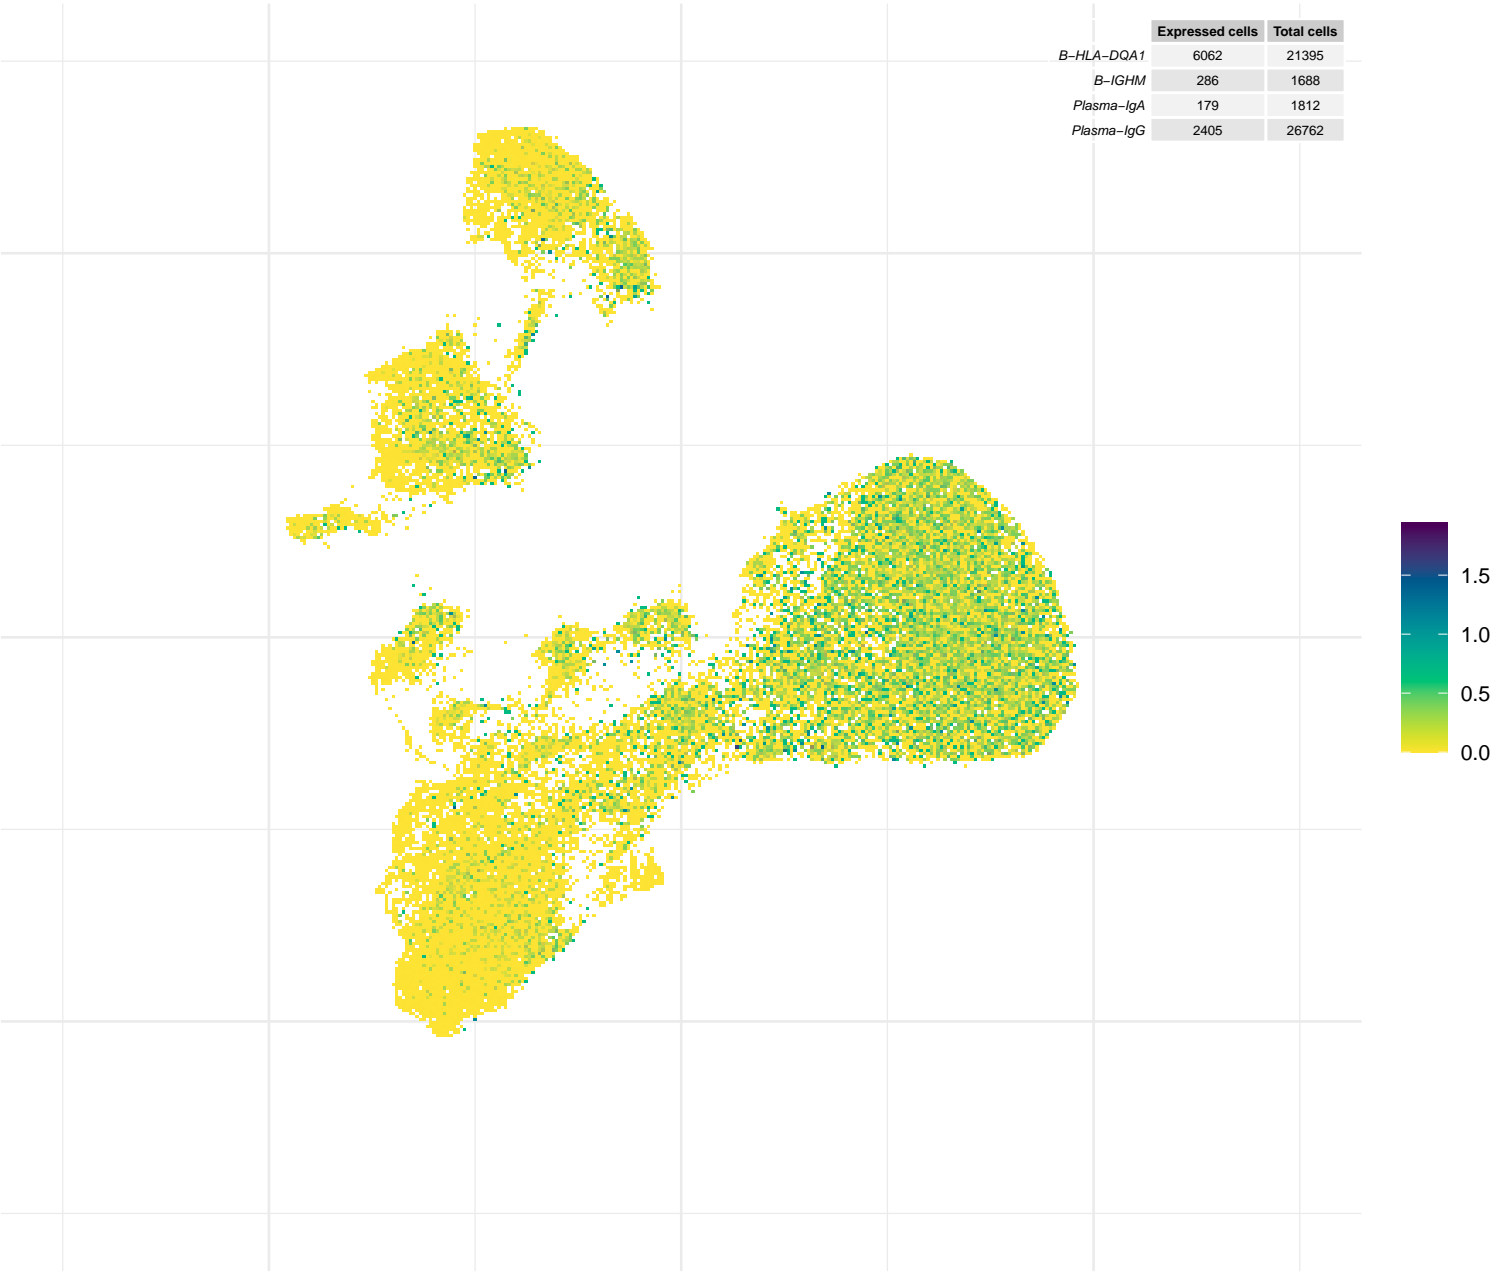 Expressed cells Total cells
B−HLA−DQA1 6062 21395
B−IGHM 286 1688
Plasma−IgA 179 1812
Plasma−IgG 2405 26762
1.5
1.0
0.5
0.0